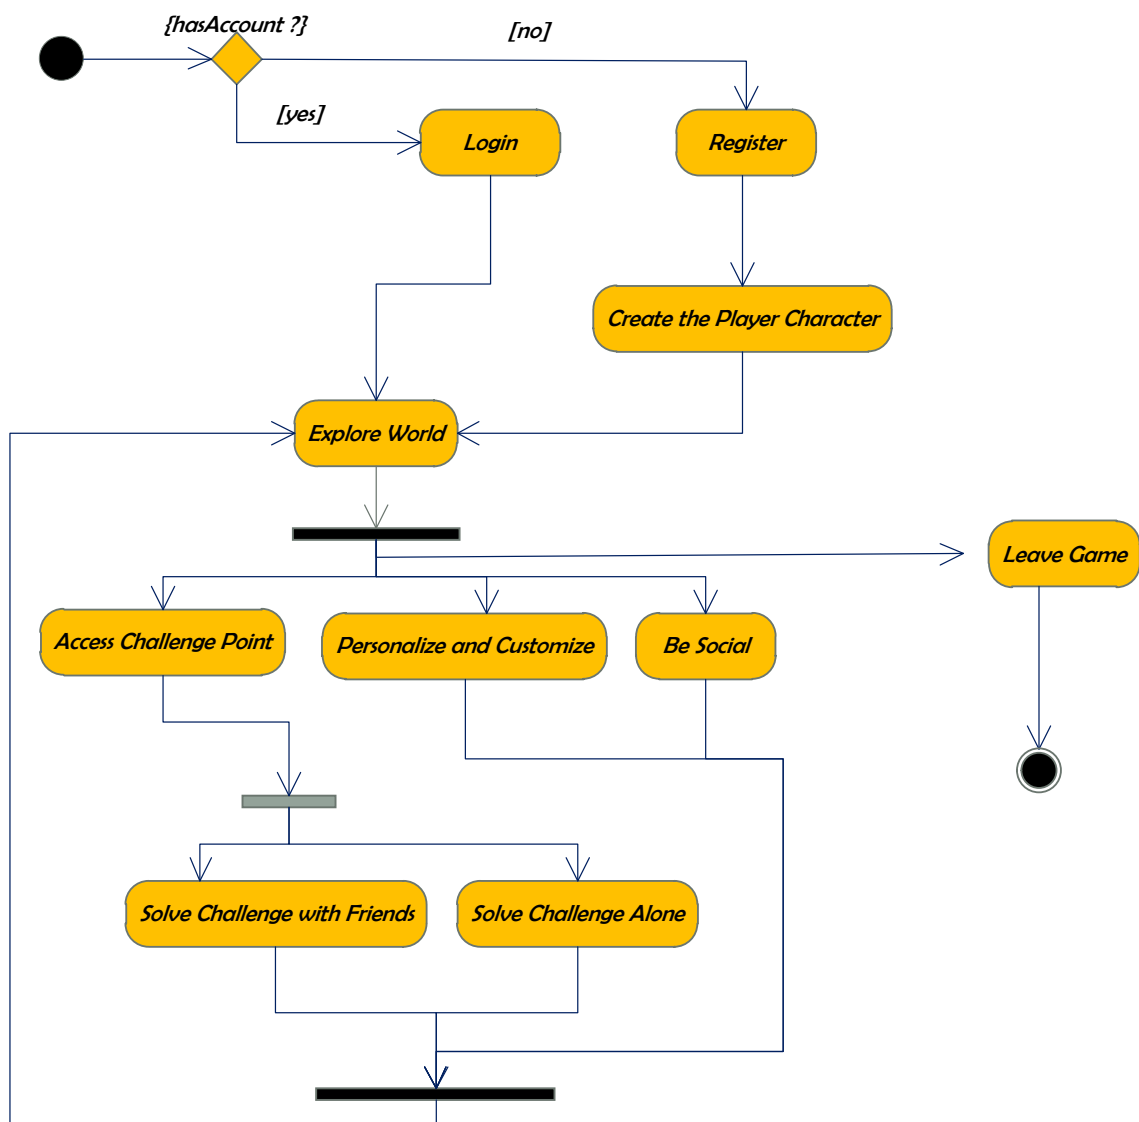 {hasAccount ?}
[no]
[yes]
Login
Register
Create the Player Character
Explore World
Leave Game
Access Challenge Point
Personalize and Customize
Be Social
Solve Challenge with Friends
Solve Challenge Alone